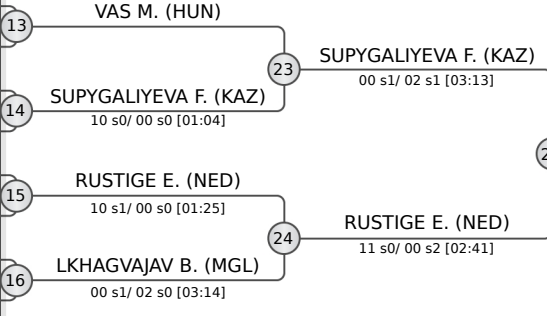 VAS M. (HUN)
13
SUPYGALIYEVA F. (KAZ)
23
00 s1/ 02 s1 [03:13]
SUPYGALIYEVA F. (KAZ)
14
10 s0/ 00 s0 [01:04]
RUSTIGE E. (NED)
15
10 s1/ 00 s0 [01:25]
RUSTIGE E. (NED)
24
11 s0/ 00 s2 [02:41]
LKHAGVAJAV B. (MGL)
16
00 s1/ 02 s0 [03:14]